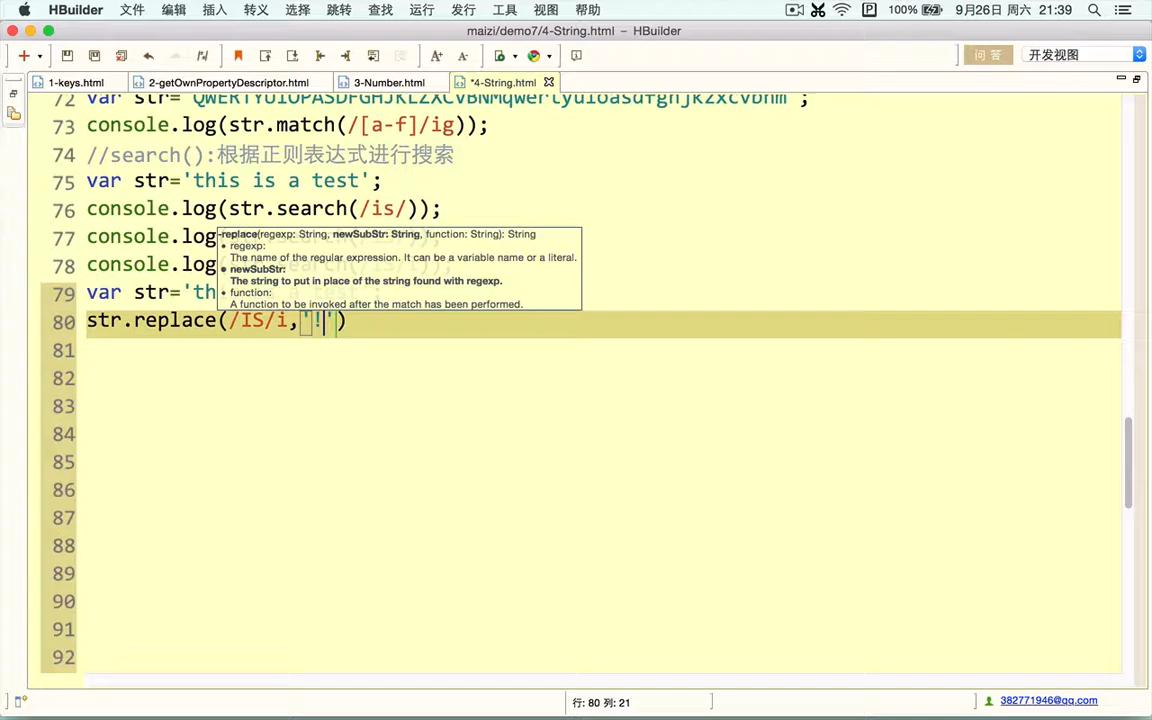 HBuilder 文件 编辑 插入 转义 选择 跳转 查找 运行 发行 工具 视图 帮助 100% 9月26日 周六 21:39
maizi/demo7/4-String.html – HBuilder
问答 开发视图
1-keys.html 2-getOwnPropertyDescriptor.html 3-Number.html *4-String.html
72 var str='QWERTYUIOPASDFGHJKLZXCVBNMqwertyuioasdfghjkzxcvbnm';
73 console.log(str.match(/[a-f]/ig));
74 //search():根据正则表达式进行搜索
75 var str='this is a test';
76 console.log(str.search(/is/));
77 console.log
-replace(regexp: String, newSubStr: String, function: String): String
• regexp:
The name of the regular expression. It can be a variable name or a literal.
78 console.log
• newSubStr:
The string to put in place of the string found with regexp.
79 var str='th
• function:
A function to be invoked after the match has been performed.
80 str.replace(/IS/i,'!')
81
82
83
84
85
86
87
88
89
90
91
92
行: 80 列: 21 382771946@qq.com